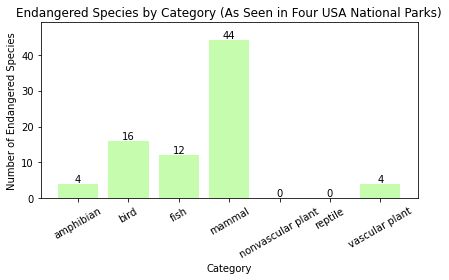 Endangered Species by Category (As Seen in Four USA National Parks)
Number of Endangered Species
40
30
20
10
0
4
16
12
44
0
0
4
amphibian
bird
fish
mammal
nonvascular plant
reptile
vascular plant
Category